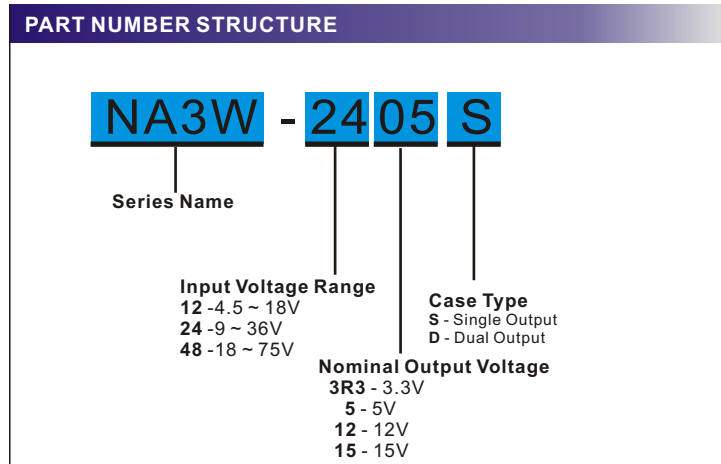 PART NUMBER STRUCTURE
NA3W - 24 05 S
Series Name
Input Voltage Range
12 -4.5 ~ 18V
24 -9 ~ 36V
48 -18 ~ 75V
Case Type
S - Single Output
D - Dual Output
Nominal Output Voltage
3R3 - 3.3V
5 - 5V
12 - 12V
15 - 15V